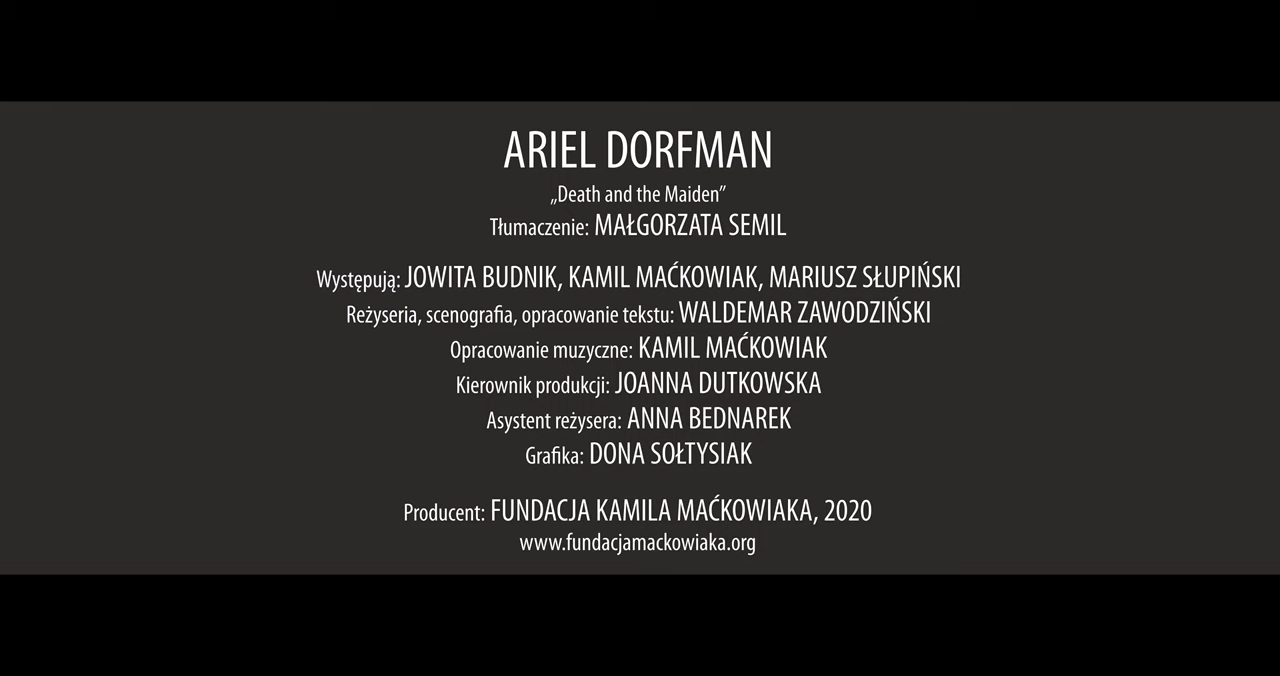 ARIEL DORFMAN
„Death and the Maiden”
Tłumaczenie: MAŁGORZATA SEMIL
Występują: JOWITA BUDNIK, KAMIL MAĆKOWIAK, MARIUSZ SŁUPIŃSKI
Reżyseria, scenografia, opracowanie tekstu: WALDEMAR ZAWODZIŃSKI
Opracowanie muzyczne: KAMIL MAĆKOWIAK
Kierownik produkcji: JOANNA DUTKOWSKA
Asystent reżysera: ANNA BEDNAREK
Grafika: DONA SOŁTYSIAK
Producent: FUNDACJA KAMILA MAĆKOWIAKA, 2020
www.fundacjamackowiaka.org